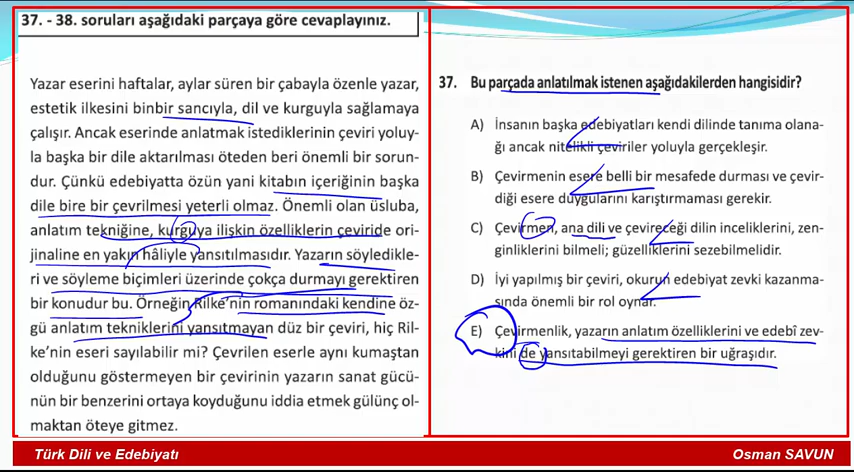 37. - 38. soruları aşağıdaki parçaya göre cevaplayınız.
Yazar eserini haftalar, aylar süren bir çabayla özenle yazar,
estetik ilkesini binbir sancıyla, dil ve kurguyla sağlamaya
çalışır. Ancak eserinde anlatmak istediklerinin çeviri yoluy-
la başka bir dile aktarılması öteden beri önemli bir sorun-
dur. Çünkü edebiyatta özün yani kitabın içeriğinin başka
dile bire bir çevrilmesi yeterli olmaz. Önemli olan üsluba,
anlatım tekniğine, kurguya ilişkin özelliklerin çeviride ori-
jinaline en yakın hâliyle yansıtılmasıdır. Yazarın söyledikle-
ri ve söyleme biçimleri üzerinde çokça durmayı gerektiren
bir konudur bu. Örneğin Rilke'nin romanındaki kendine öz-
gü anlatım tekniklerini yansıtmayan düz bir çeviri, hiç Ril-
ke'nin eseri sayılabilir mi? Çevrilen eserle aynı kumaştan
olduğunu göstermeyen bir çevirinin yazarın sanat gücü-
nün bir benzerini ortaya koyduğunu iddia etmek gülünç ol-
maktan öteye gitmez.
37. Bu parçada anlatılmak istenen aşağıdakilerden hangisidir?
A) İnsanın başka edebiyatları kendi dilinde tanıma olana-
ğı ancak nitelikli çeviriler yoluyla gerçekleşir.
B) Çevirmenin esere belli bir mesafede durması ve çevir-
diği esere duygularını karıştırmaması gerekir.
C) Çevirmen, ana dili ve çevireceği dilin inceliklerini, zen-
ginliklerini bilmeli; güzelliklerini sezebilmelidir.
D) İyi yapılmış bir çeviri, okurun edebiyat zevki kazanma-
sında önemli bir rol oynar.
E) Çevirmenlik, yazarın anlatım özelliklerini ve edebî zev-
kini de yansıtabilmeyi gerektiren bir uğraşıdır.
Türk Dili ve Edebiyatı
Osman SAVUN